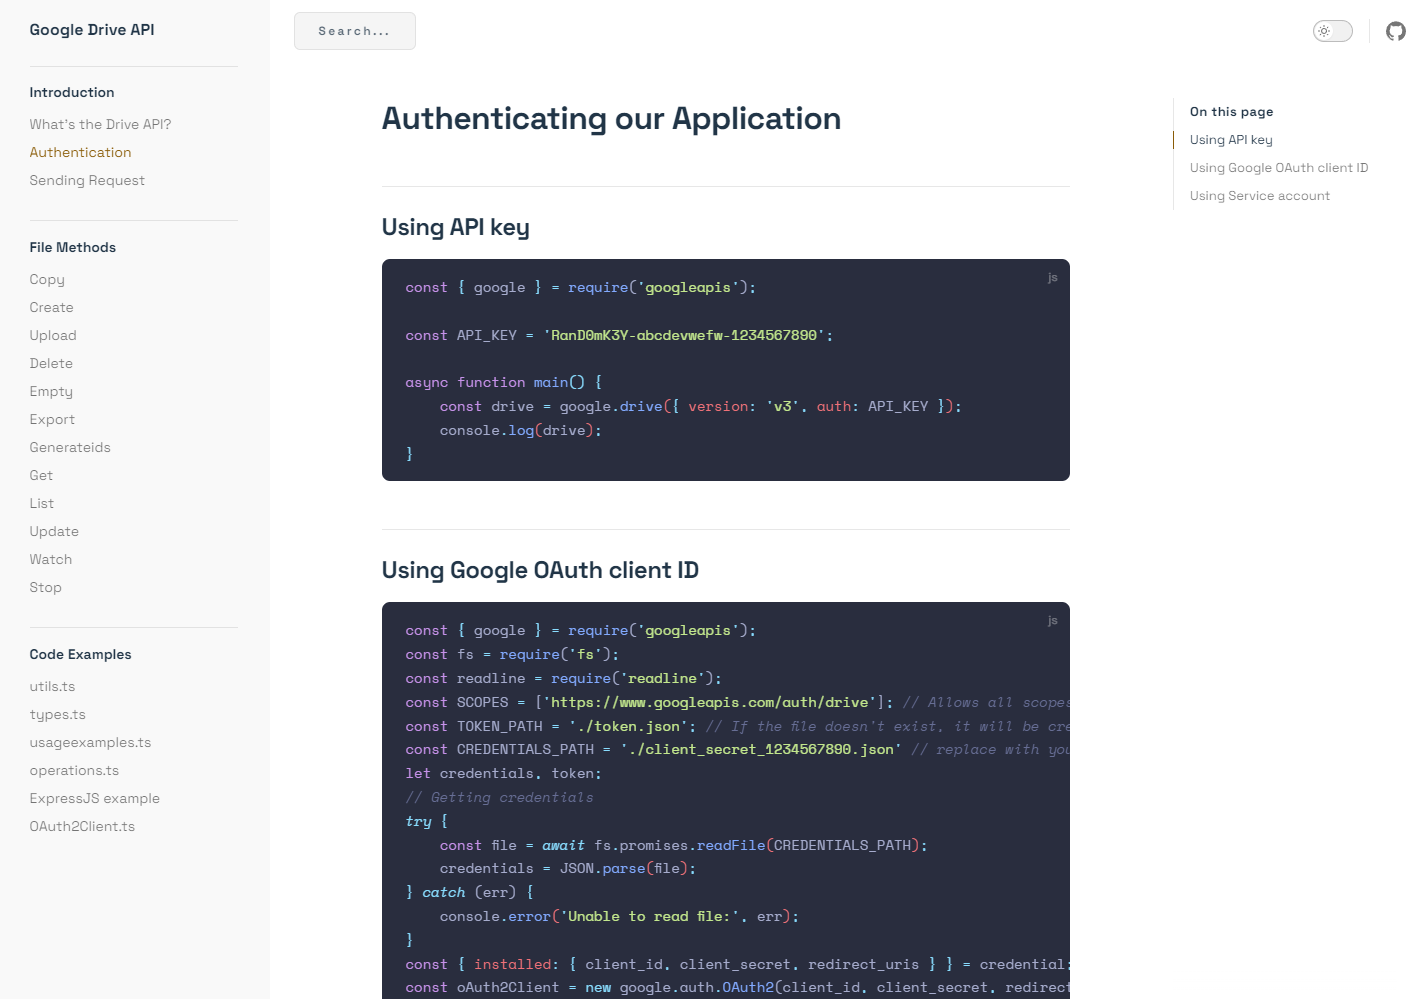 Google Drive API
Introduction
What's the Drive API?
Authentication
Sending Request
File Methods
Copy
Create
Upload
Delete
Empty
Export
Generateids
Get
List
Update
Watch
Stop
Code Examples
utils.ts
types.ts
usageexamples.ts
operations.ts
ExpressJS example
OAuth2Client.ts
Search...
Authenticating our Application
Using API key
js
const { google } = require('googleapis');
const API_KEY = 'RanD0mK3Y-abcdevwefw-1234567890';
async function main() {
    const drive = google.drive({ version: 'v3', auth: API_KEY });
    console.log(drive);
}
Using Google OAuth client ID
js
const { google } = require('googleapis');
const fs = require('fs');
const readline = require('readline');
const SCOPES = ['https://www.googleapis.com/auth/drive']; // Allows all scopes
const TOKEN_PATH = './token.json'; // If the file doesn't exist, it will be cre
const CREDENTIALS_PATH = './client_secret_1234567890.json' // replace with you
let credentials, token;
// Getting credentials
try {
    const file = await fs.promises.readFile(CREDENTIALS_PATH);
    credentials = JSON.parse(file);
} catch (err) {
    console.error('Unable to read file:', err);
}
const { installed: { client_id, client_secret, redirect_uris } } = credential;
const oAuth2Client = new google.auth.OAuth2(client_id, client_secret, redirect
On this page
Using API key
Using Google OAuth client ID
Using Service account